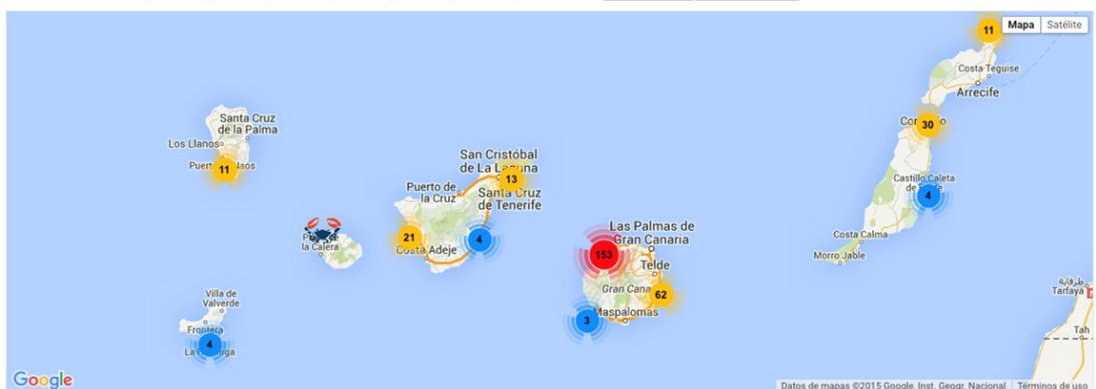 11
Mapa
Satélite
Costa Teguise
Arrecife
Santa Cruz
de la Palma
Los Llanos
30
11
San Cristóbal
de La Laguna
13
Castillo Caleta
4
Puerto de
la Cruz
Santa Cruz
de Tenerife
Las Palmas de
Gran Canaria
la Calera
21
Costa Adeje
4
Costa Calma
Morro Jable
153
Telde
طرفاية
Tarfaya
Gran Cana
62
Villa de
Valverde
Frontera
3
Maspalomas
4
Tah
Google
Datos de mapas ©2015 Google, Inst. Geogr. Nacional
Términos de uso